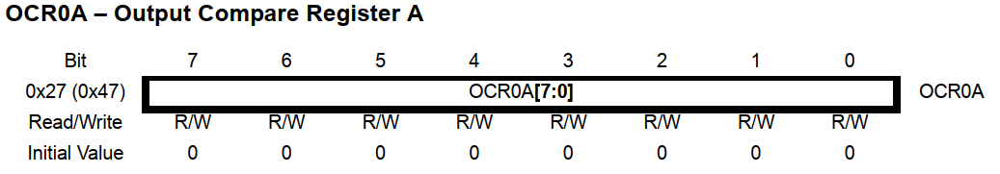 OCR0A – Output Compare Register A
Bit 7 6 5 4 3 2 1 0
0x27 (0x47) OCR0A[7:0] OCR0A
Read/Write R/W R/W R/W R/W R/W R/W R/W R/W
Initial Value 0 0 0 0 0 0 0 0